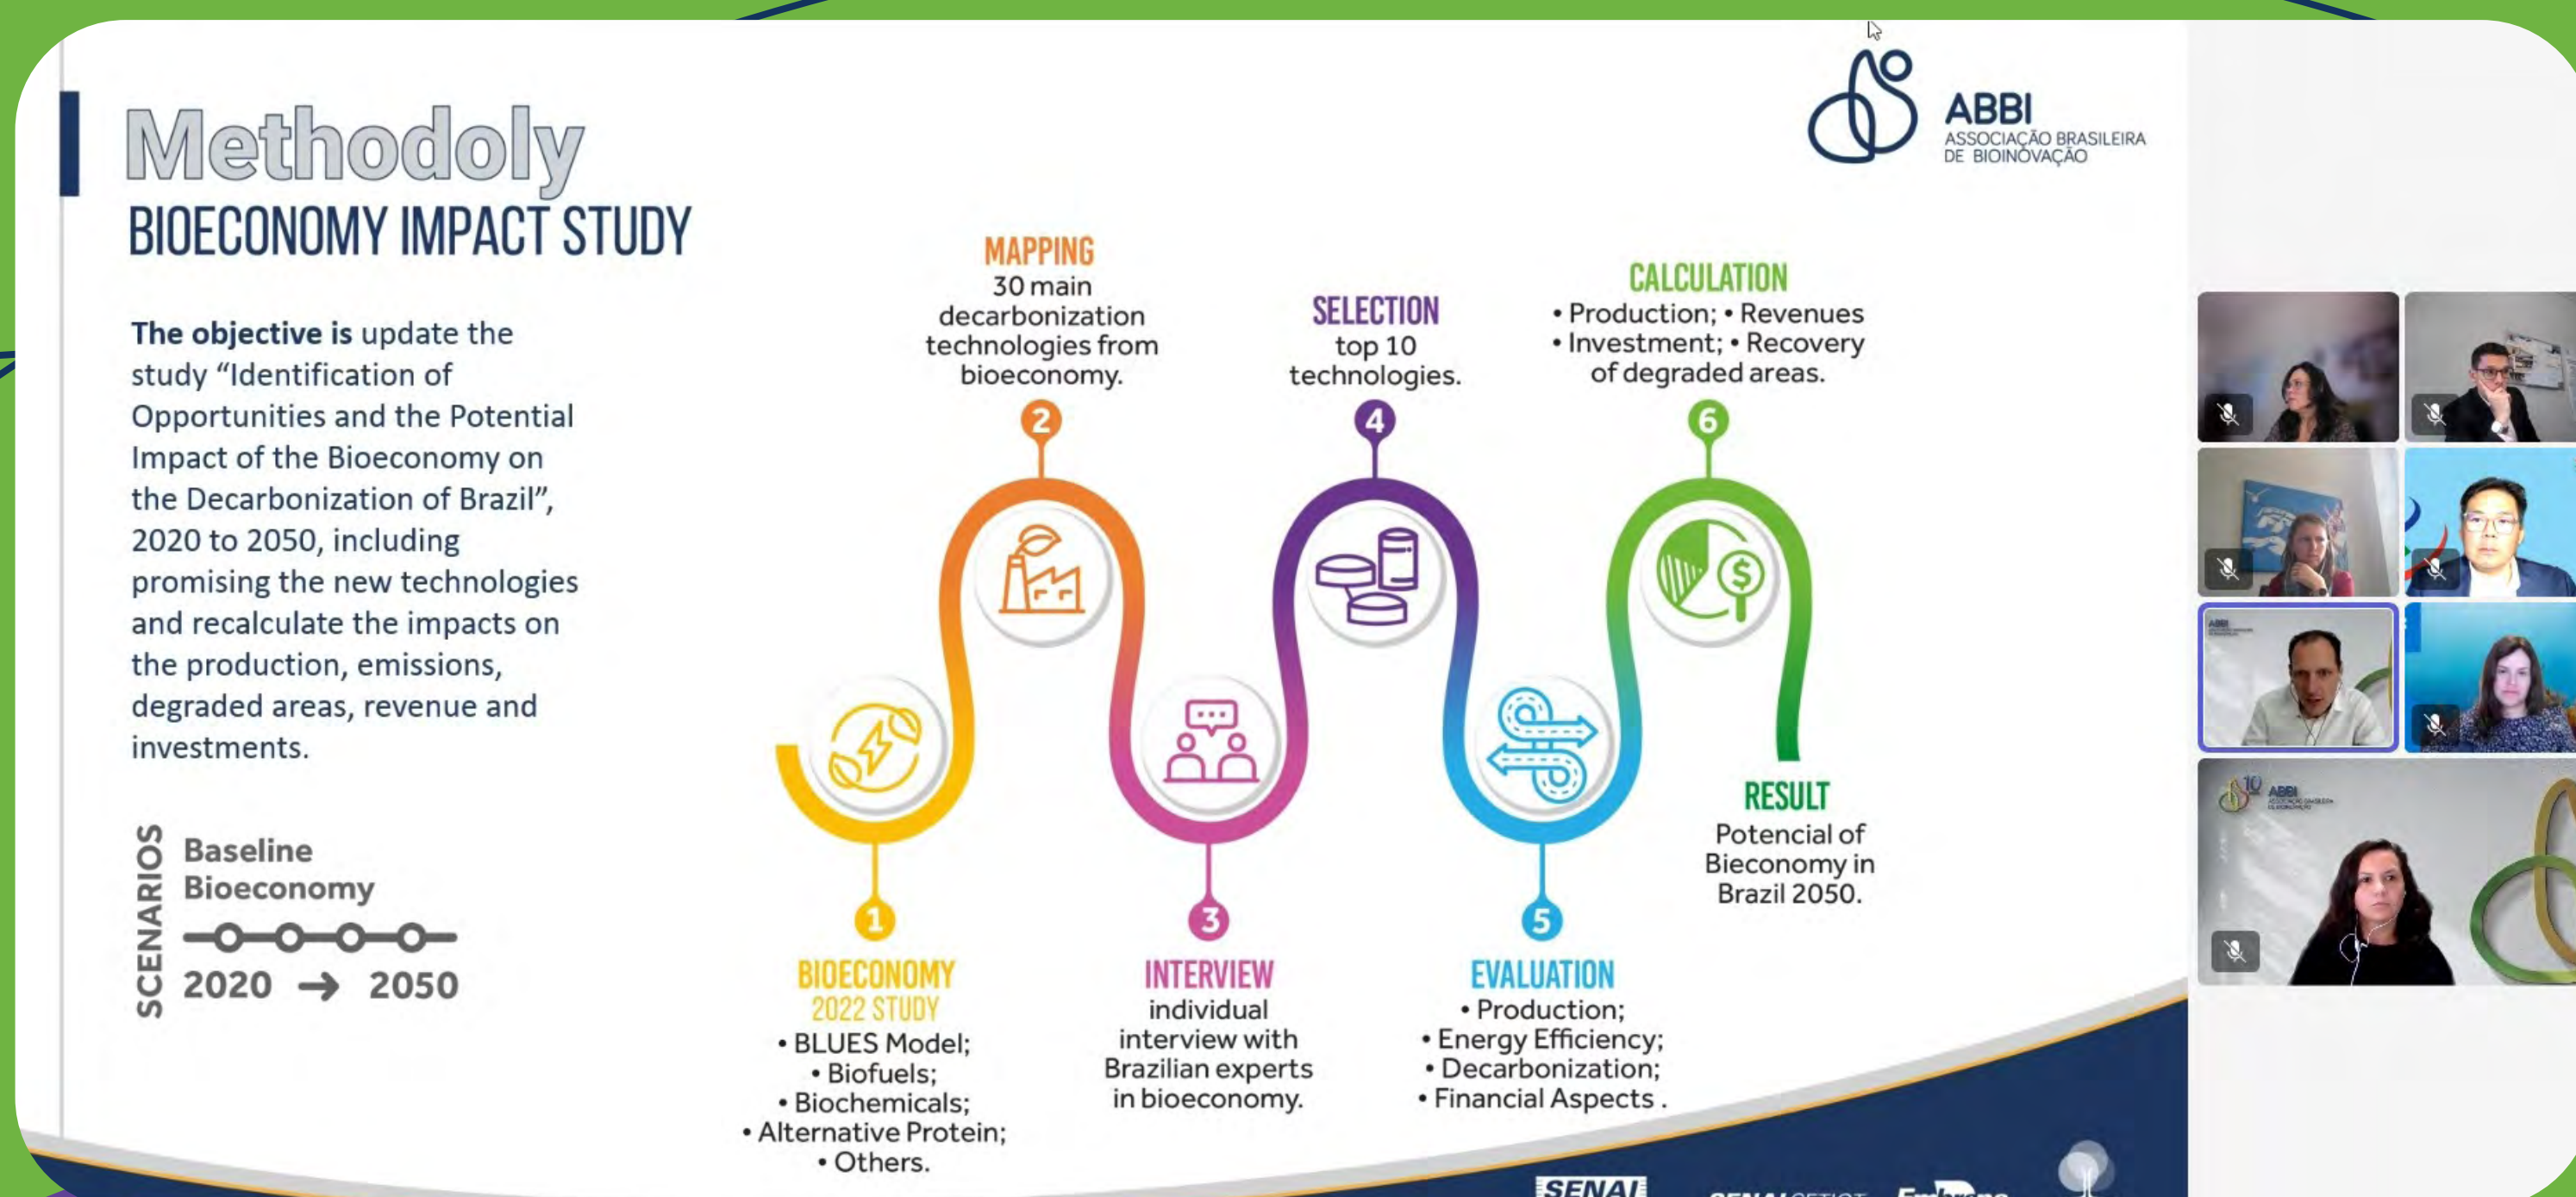 Methodoly
BIOECONOMY IMPACT STUDY
The objective is update the
study “Identification of
Opportunities and the Potential
Impact of the Bioeconomy on
the Decarbonization of Brazil”,
2020 to 2050, including
promising the new technologies
and recalculate the impacts on
the production, emissions,
degraded areas, revenue and
investments.
SCENARIOS
Baseline
Bioeconomy
2020 → 2050
ABBI
ASSOCIAÇÃO BRASILEIRA
DE BIOINOVAÇÃO
1
BIOECONOMY
2022 STUDY
• BLUES Model;
• Biofuels;
• Biochemicals;
• Alternative Protein;
• Others.
MAPPING
30 main
decarbonization
technologies from
bioeconomy.
2
3
INTERVIEW
individual
interview with
Brazilian experts
in bioeconomy.
SELECTION
top 10
technologies.
4
5
EVALUATION
• Production;
• Energy Efficiency;
• Decarbonization;
• Financial Aspects .
CALCULATION
• Production; • Revenues
• Investment; • Recovery
of degraded areas.
6
$
RESULT
Potencial of
Bieconomy in
Brazil 2050.
SENAI
SENAI CETIQT
Embrapa
ABBI
10
ABBI